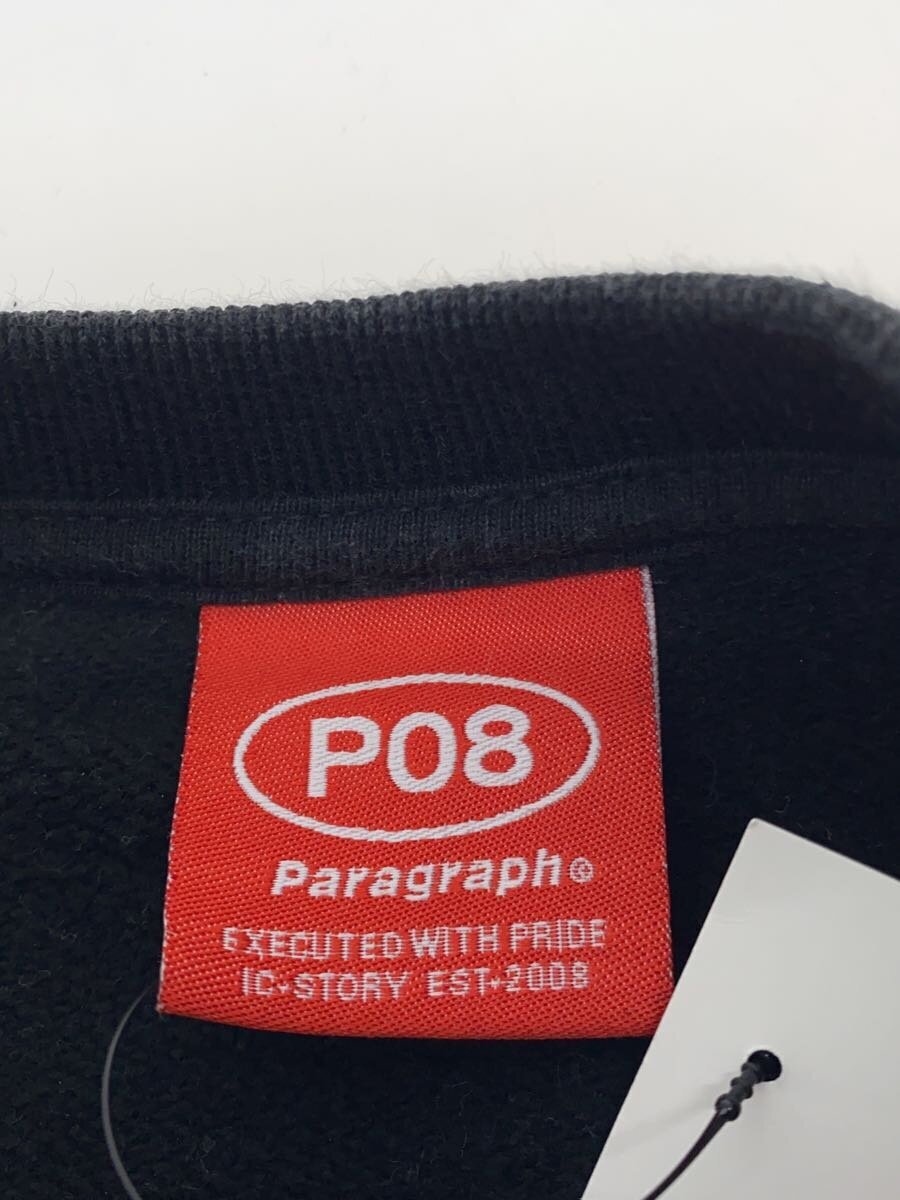 P08
Paragraph©
EXECUTED WITH PRIDE
IC•STORY EST•2008